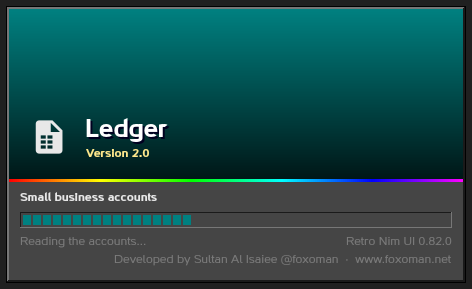 Ledger
Version 2.0
Small business accounts
Reading the accounts...
Retro Nim UI 0.82.0
Developed by Sultan Al Isaiee @foxoman · www.foxoman.net